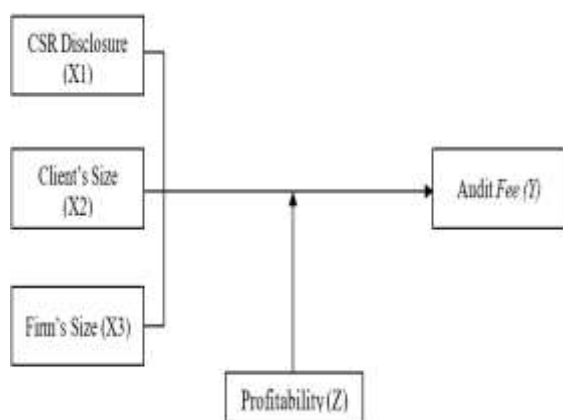 CSR Disclosure
(X1)
Client's Size
(X2)
Audit Fee (Y)
Firm's Size (X3)
Profitability (Z)